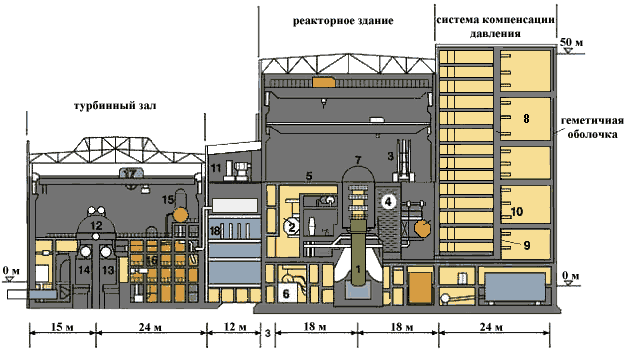 реакторное здание
система компенсации
давления
50 м
турбинный зал
17
11
3
7
8
гeметичная
оболочка
5
15
12
2
4
10
18
16
9
0 м
14
13
1
6
0 м
15 м
24 м
12 м
3
18 м
18 м
24 м